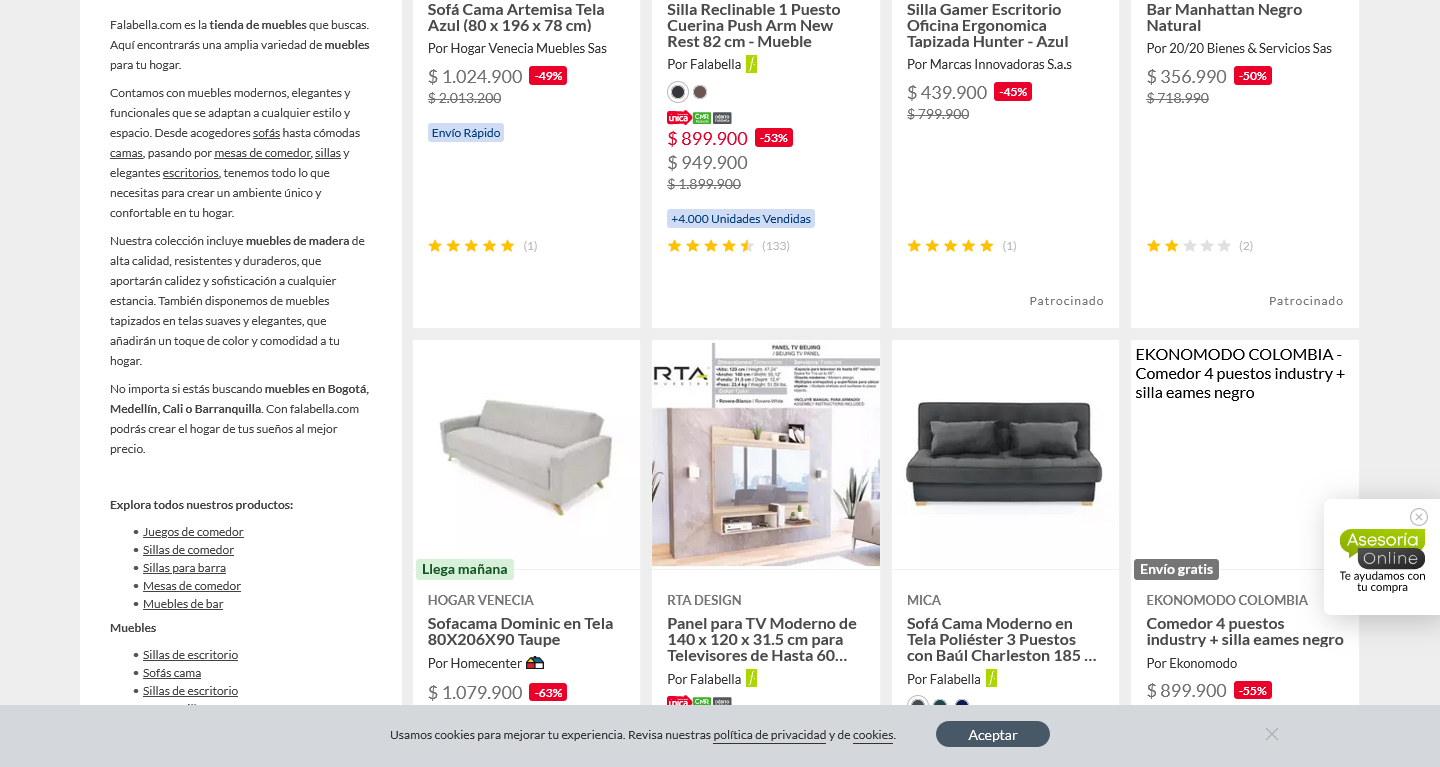 Falabella.com es la tienda de muebles que buscas.
Aquí encontrarás una amplia variedad de muebles
para tu hogar.
Contamos con muebles modernos, elegantes y
funcionales que se adaptan a cualquier estilo y
espacio. Desde acogedores sofás hasta cómodas
camas, pasando por mesas de comedor, sillas y
elegantes escritorios, tenemos todo lo que
necesitas para crear un ambiente único y
confortable en tu hogar.
Nuestra colección incluye muebles de madera de
alta calidad, resistentes y duraderos, que
aportarán calidez y sofisticación a cualquier
estancia. También disponemos de muebles
tapizados en telas suaves y elegantes, que
añadirán un toque de color y comodidad a tu
hogar.
No importa si estás buscando muebles en Bogotá,
Medellín, Cali o Barranquilla. Con falabella.com
podrás crear el hogar de tus sueños al mejor
precio.
Explora todos nuestros productos:
• Juegos de comedor
• Sillas de comedor
• Sillas para barra
• Mesas de comedor
• Muebles de bar
Muebles
• Sillas de escritorio
• Sofás cama
• Sillas de escritorio
Sofá Cama Artemisa Tela
Azul (80 x 196 x 78 cm)
Por Hogar Venecia Muebles Sas
$ 1.024.900 -49%
$ 2.013.200
Envío Rápido
(1)
Silla Reclinable 1 Puesto
Cuerina Push Arm New
Rest 82 cm - Mueble
Por Falabella
única CMR
$ 899.900 -53%
$ 949.900
$ 1.899.900
+4.000 Unidades Vendidas
(133)
Silla Gamer Escritorio
Oficina Ergonomica
Tapizada Hunter - Azul
Por Marcas Innovadoras S.a.s
$ 439.900 -45%
$ 799.900
(1)
Patrocinado
Bar Manhattan Negro
Natural
Por 20/20 Bienes & Servicios Sas
$ 356.990 -50%
$ 718.990
(2)
Patrocinado
Llega mañana
HOGAR VENECIA
Sofacama Dominic en Tela
80X206X90 Taupe
Por Homecenter
$ 1.079.900 -63%
PANEL TV BEIJING
/ BEIJING TV PANEL
RTA
muebles
RTA DESIGN
Panel para TV Moderno de
140 x 120 x 31.5 cm para
Televisores de Hasta 60...
Por Falabella
única CMR
MICA
Sofá Cama Moderno en
Tela Poliéster 3 Puestos
con Baúl Charleston 185 ...
Por Falabella
EKONOMODO COLOMBIA -
Comedor 4 puestos industry +
silla eames negro
Envío gratis
EKONOMODO COLOMBIA
Comedor 4 puestos
industry + silla eames negro
Por Ekonomodo
$ 899.900 -55%
Asesoría
Online
Te ayudamos con
tu compra
Usamos cookies para mejorar tu experiencia. Revisa nuestras política de privacidad y de cookies.
Aceptar